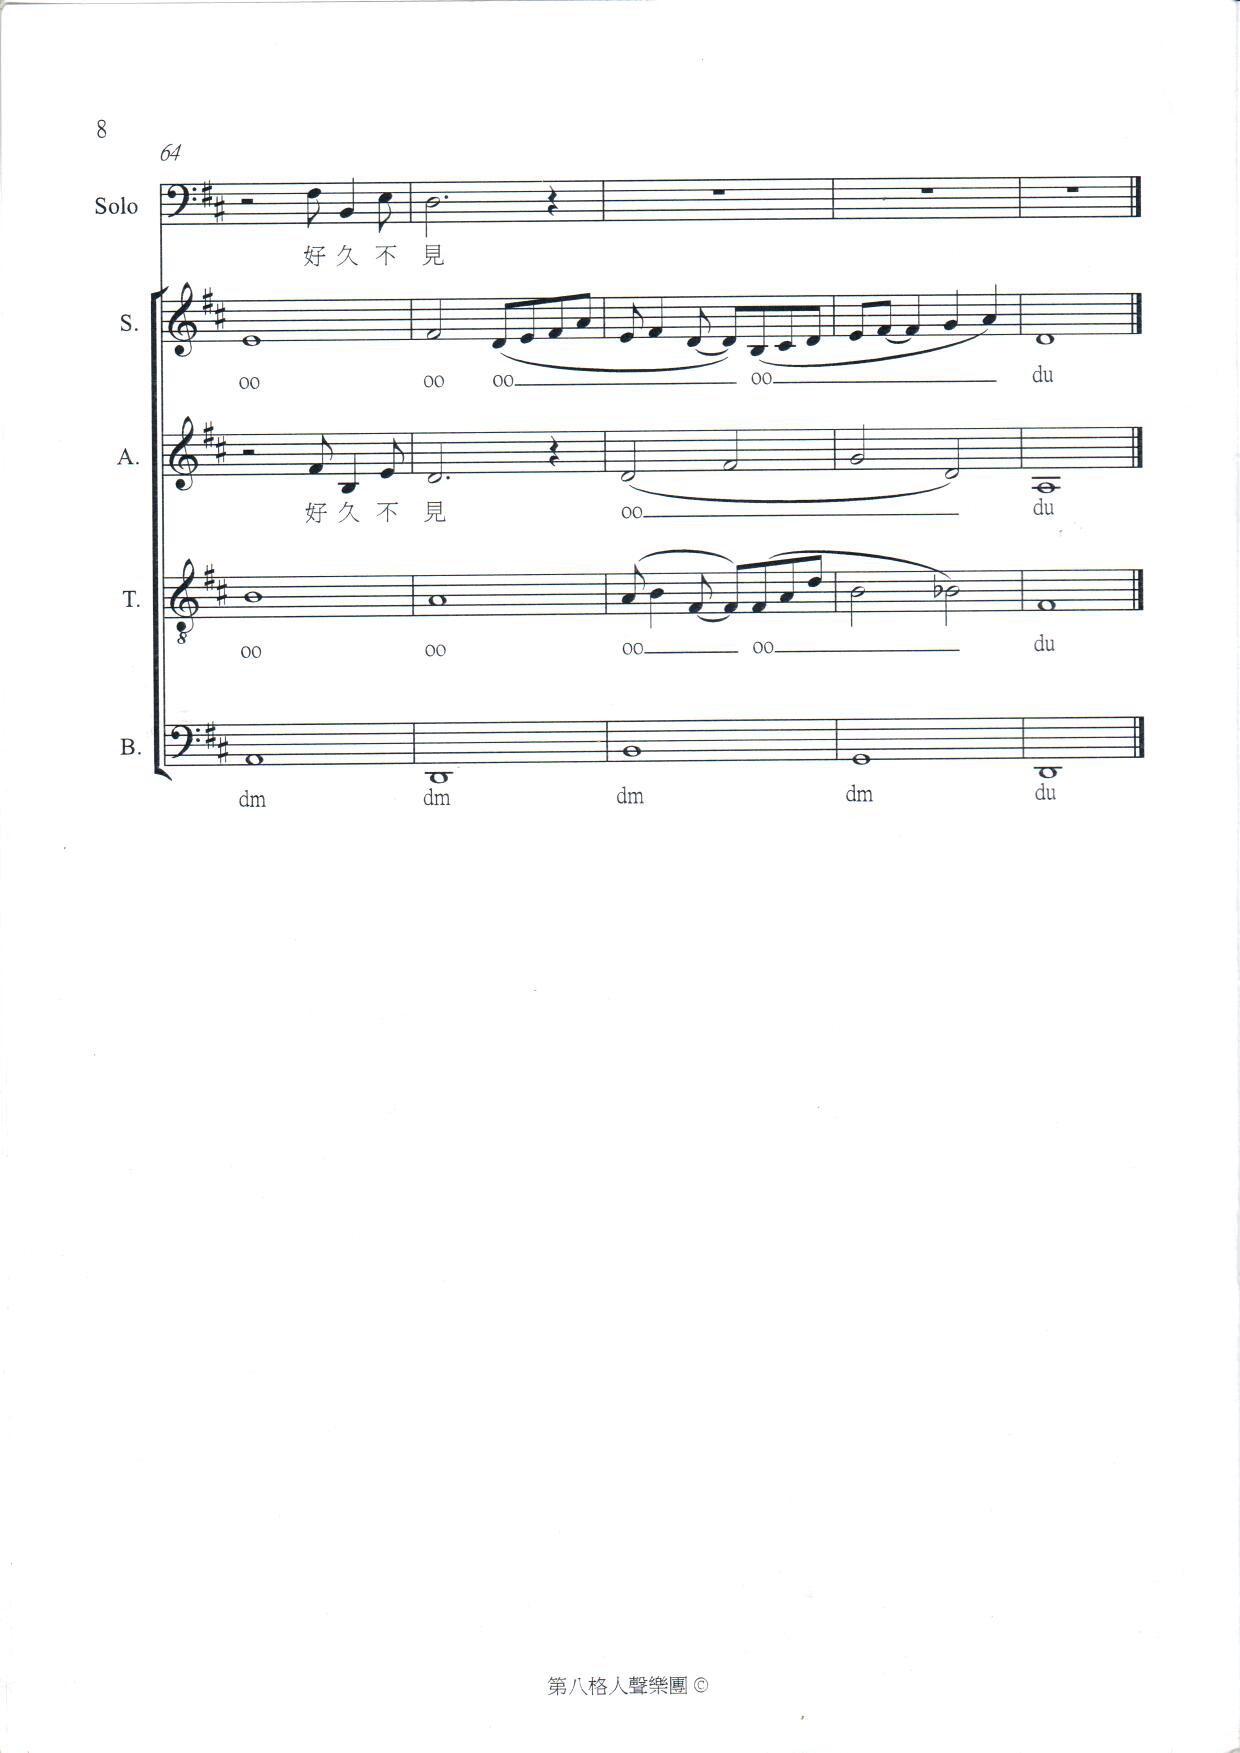 8
64
Solo
好 久 不 見
S.
oo oo oo oo du
A.
好 久 不 見 oo du
T.
8
oo oo oo oo du
B.
dm dm dm dm du
第八格人聲樂團 ©